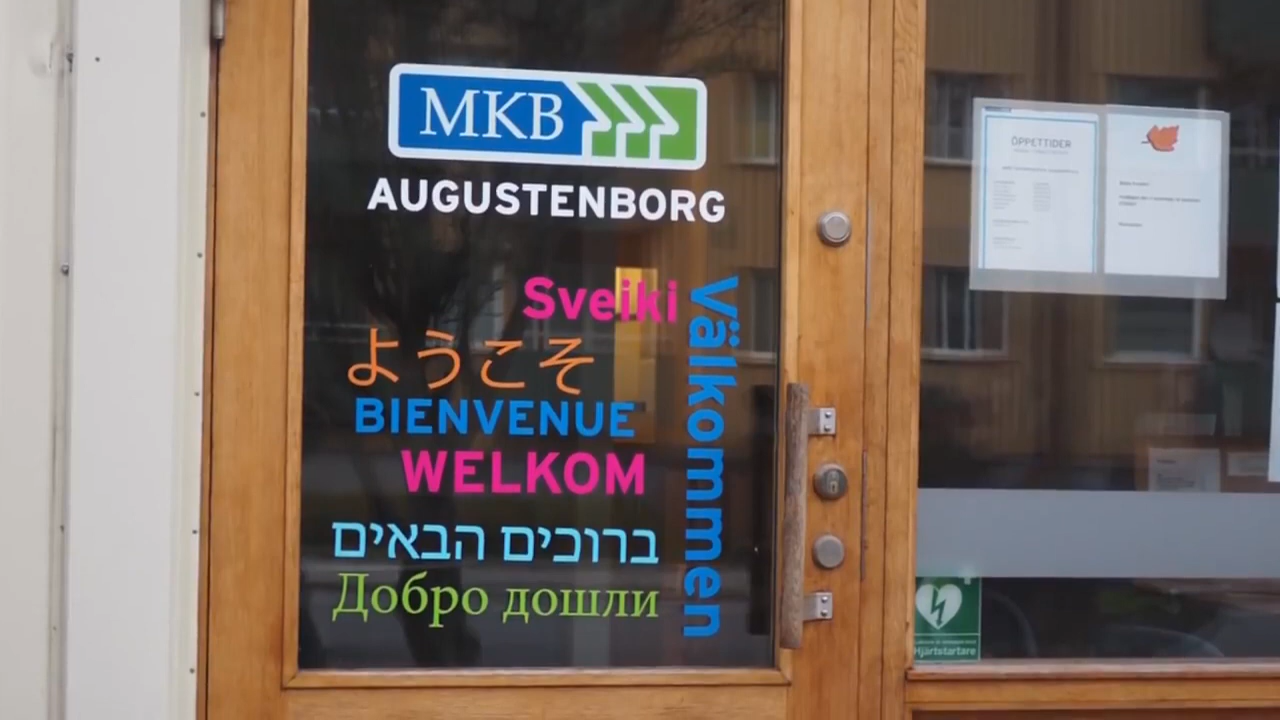 MKB
AUGUSTENBORG
Sveiki
Välkommen
ようこそ
BIENVENUE
WELKOM
ברוכים הבאים
Добро дошли
ÖPPETTIDER
Hjärtstartare